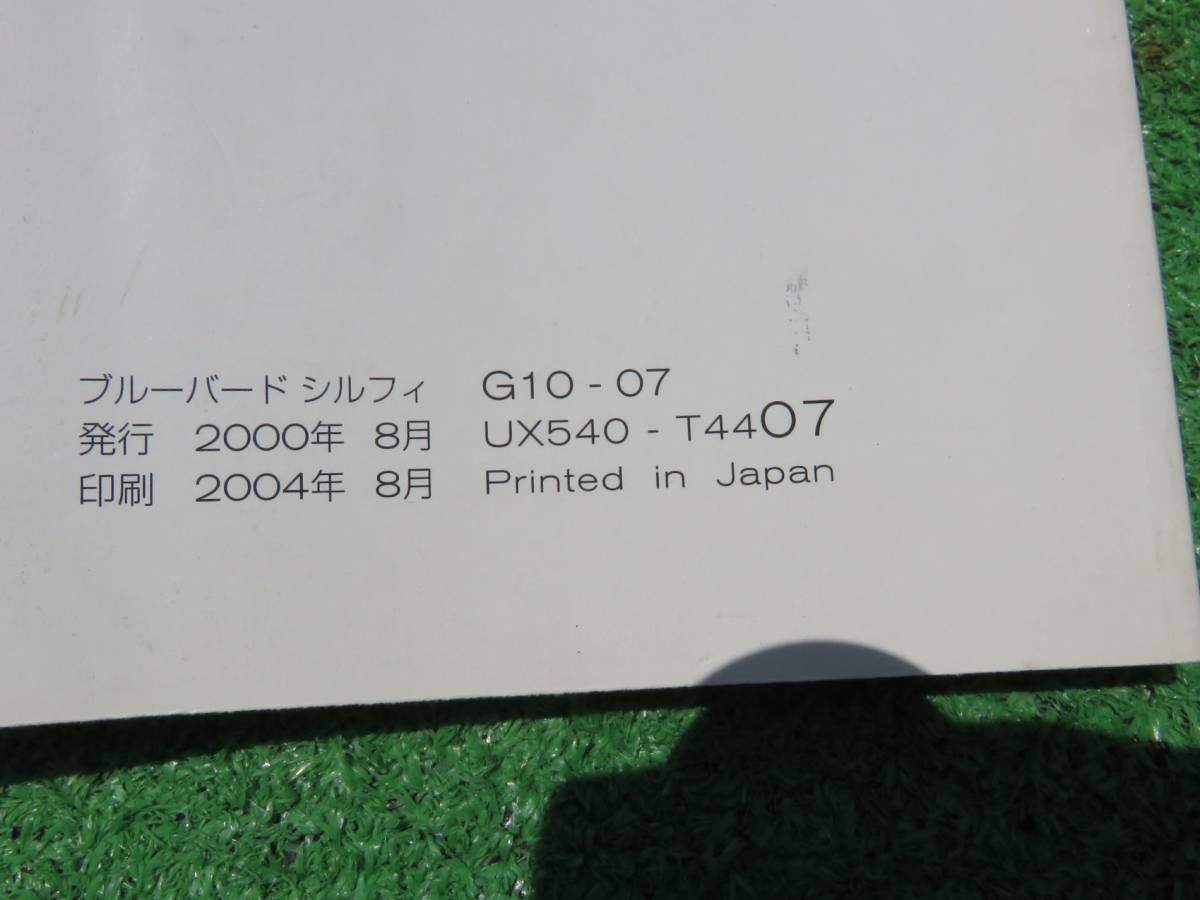 ブルーバード シルフィ G10 - 07
発行 2000年 8月 UX540 - T4407
印刷 2004年 8月 Printed in Japan